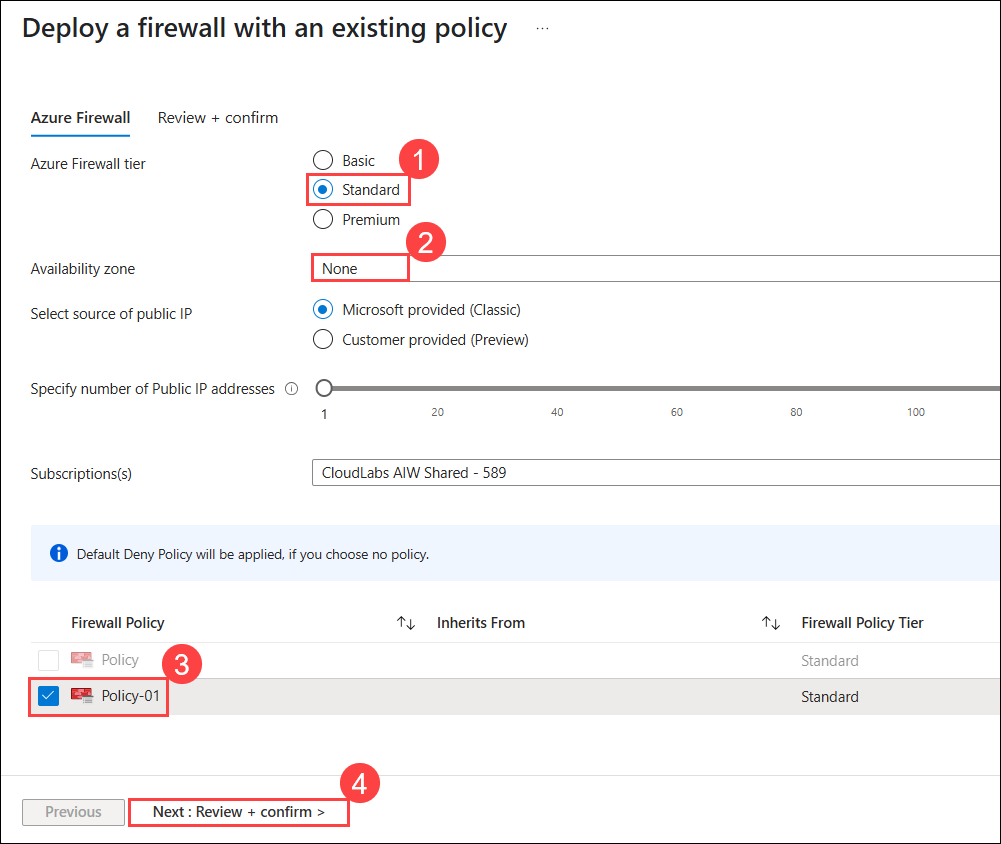 Deploy a firewall with an existing policy ...
Azure Firewall Review + confirm
Azure Firewall tier
Basic
1
Standard
Premium
2
Availability zone
None
Select source of public IP
Microsoft provided (Classic)
Customer provided (Preview)
Specify number of Public IP addresses
1 20 40 60 80 100
Subscriptions(s)
CloudLabs AIW Shared - 589
Default Deny Policy will be applied, if you choose no policy.
Firewall Policy Inherits From Firewall Policy Tier
Policy Standard
3
Policy-01 Standard
4
Previous Next : Review + confirm >